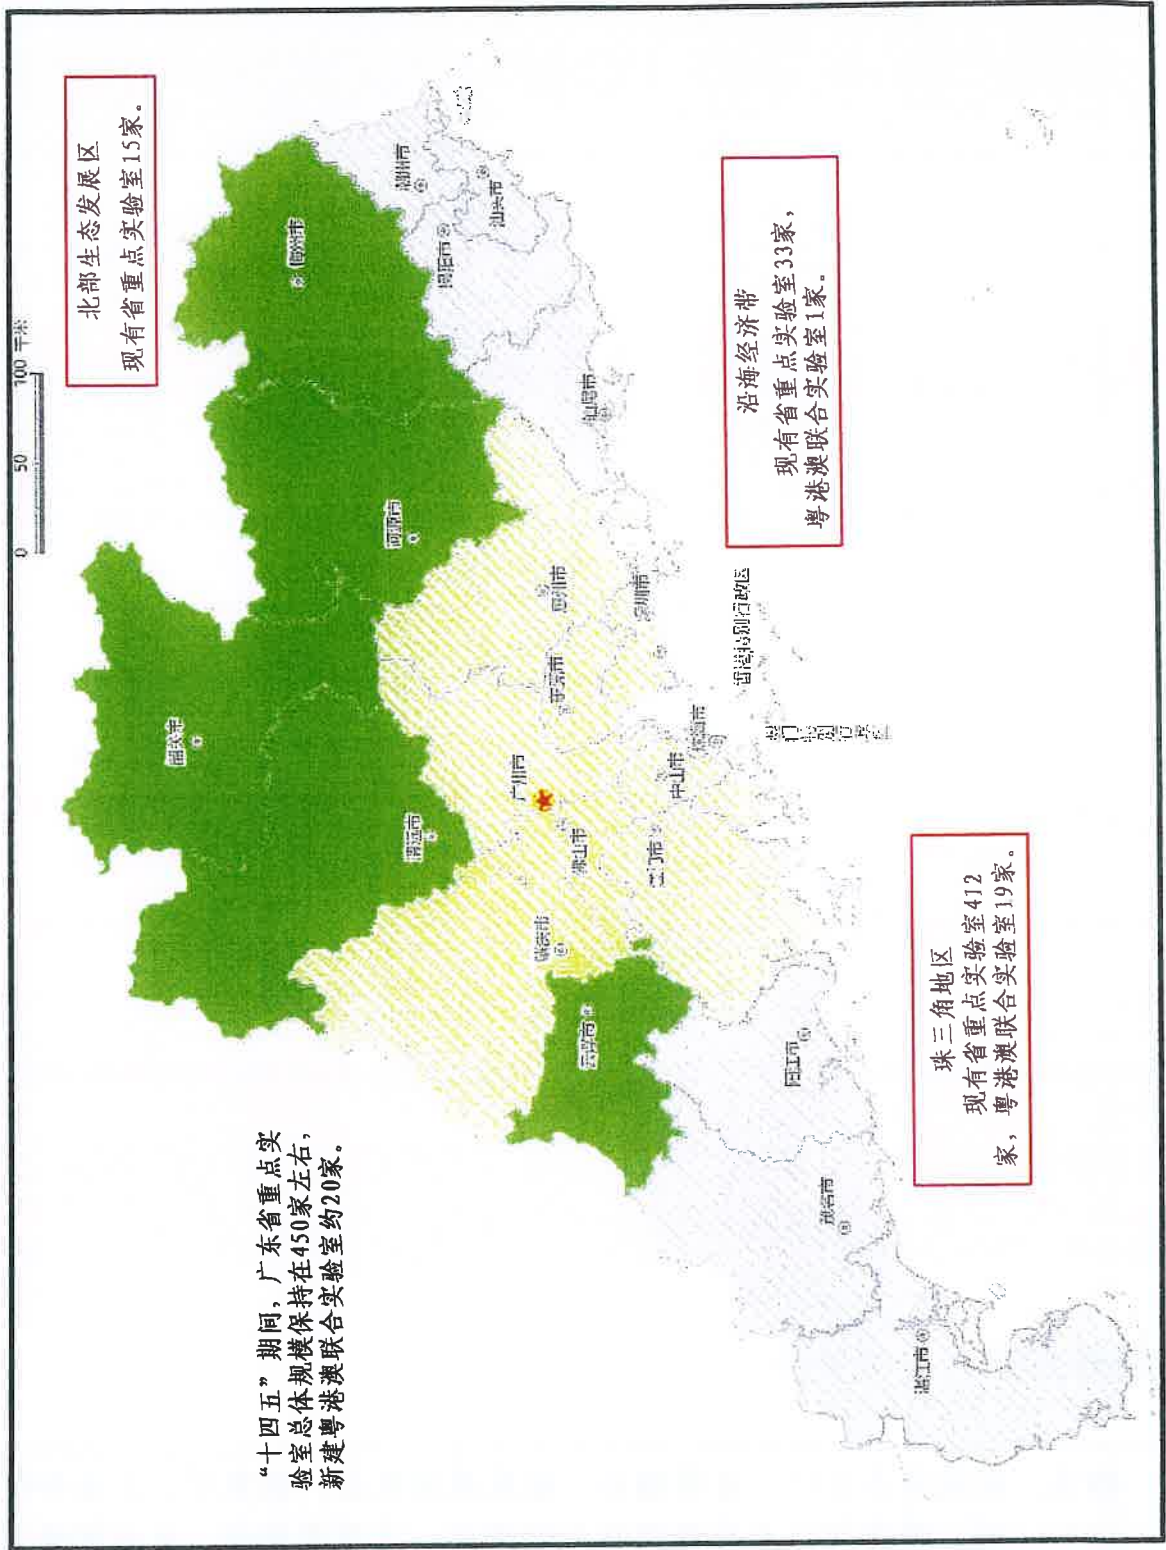 0 50 100 千米
北部生态发展区
现有省重点实验室15家。
韶关市
梅州市
河源市
清远市
潮州市
揭阳市
汕头市
汕尾市
惠州市
深圳市
东莞市
广州市
佛山市
肇庆市
云浮市
江门市
中山市
珠海市
香港特别行政区
阳江市
茂名市
湛江市
“十四五”期间，广东省重点实
验室总体规模保持在450家左右，
新建粤港澳联合实验室约20家。
沿海经济带
现有省重点实验室33家，
粤港澳联合实验室1家。
珠三角地区
现有省重点实验室412
家，粤港澳联合实验室19家。